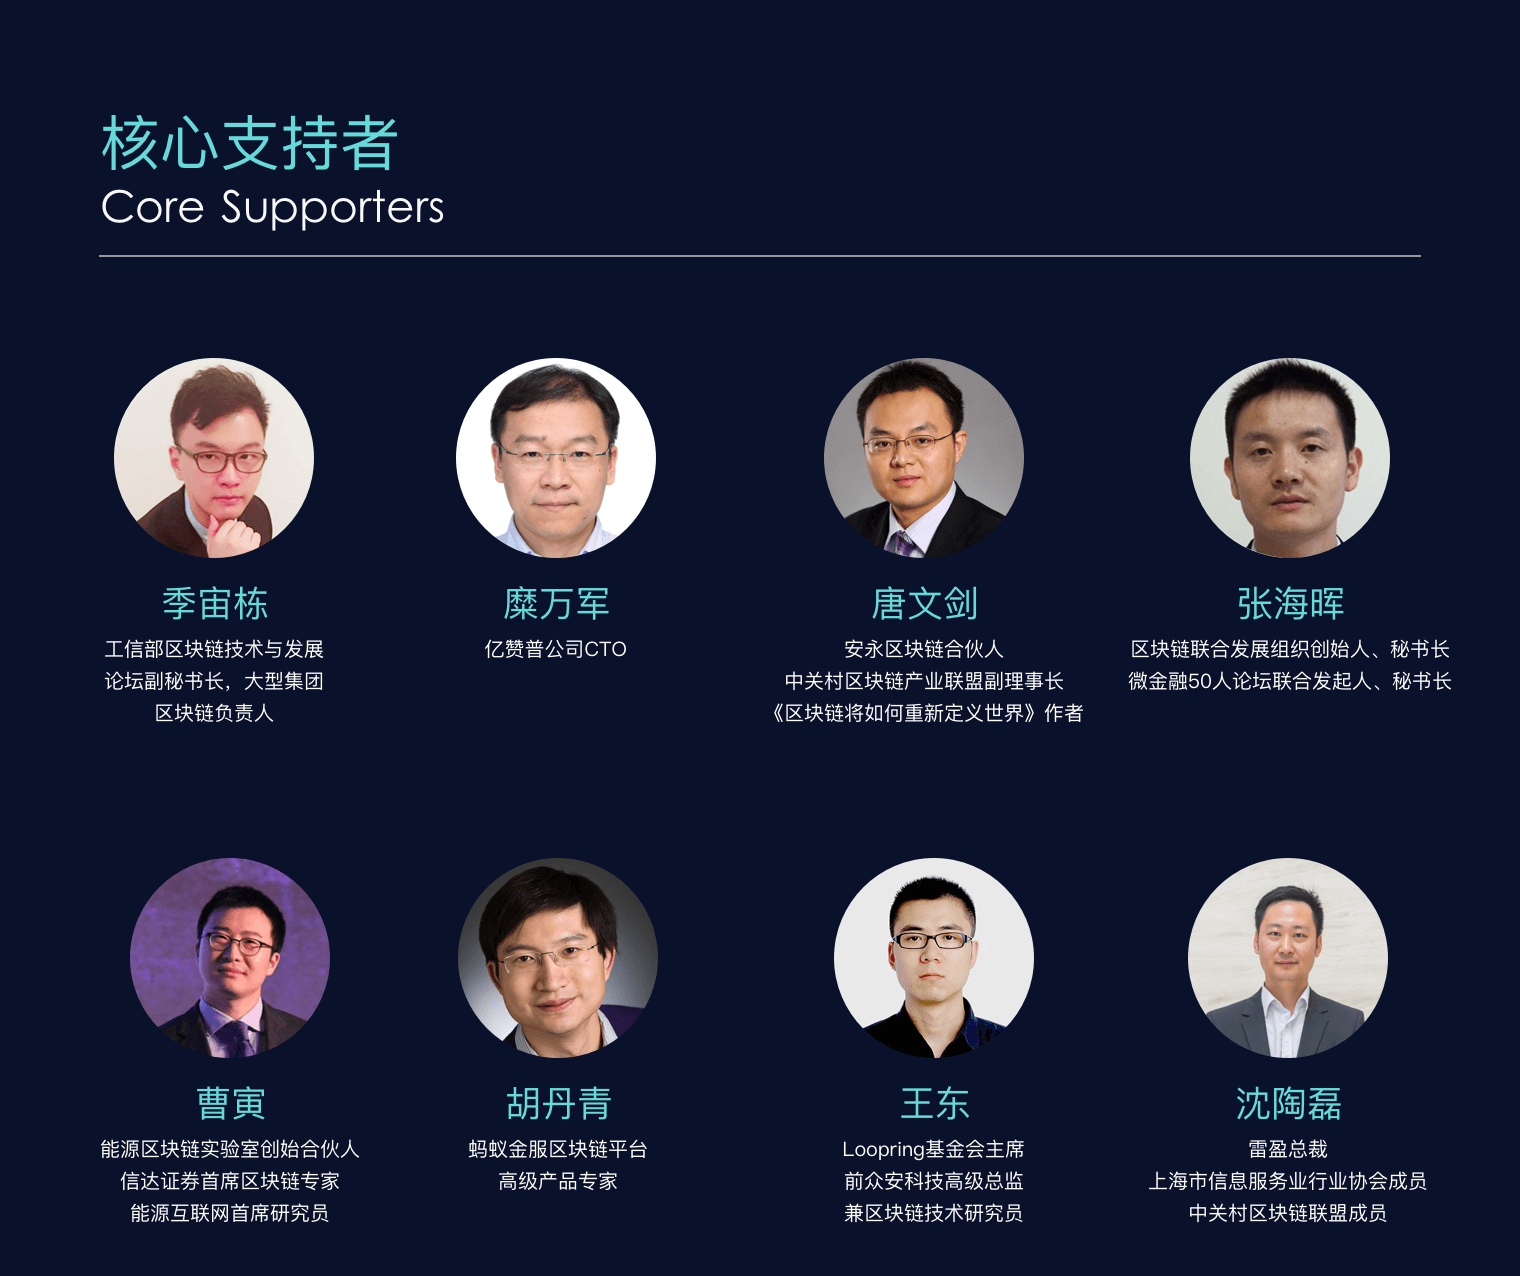 核心支持者
Core Supporters
季宙栋
工信部区块链技术与发展
论坛副秘书长，大型集团
区块链负责人
糜万军
亿赞普公司CTO
唐文剑
安永区块链合伙人
中关村区块链产业联盟副理事长
《区块链将如何重新定义世界》作者
张海晖
区块链联合发展组织创始人、秘书长
微金融50人论坛联合发起人、秘书长
曹寅
能源区块链实验室创始合伙人
信达证券首席区块链专家
能源互联网首席研究员
胡丹青
蚂蚁金服区块链平台
高级产品专家
王东
Loopring基金会主席
前众安科技高级总监
兼区块链技术研究员
沈陶磊
雷盈总裁
上海市信息服务业行业协会成员
中关村区块链联盟成员